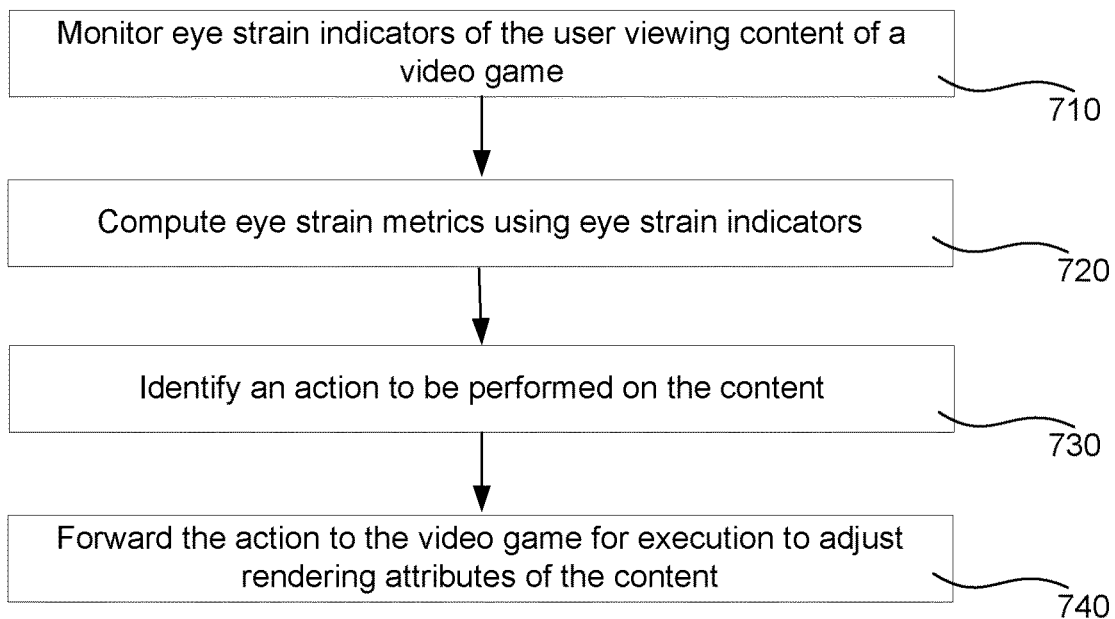 Monitor eye strain indicators of the user viewing content of a
video game
710
Compute eye strain metrics using eye strain indicators
720
Identify an action to be performed on the content
730
Forward the action to the video game for execution to adjust
rendering attributes of the content
740